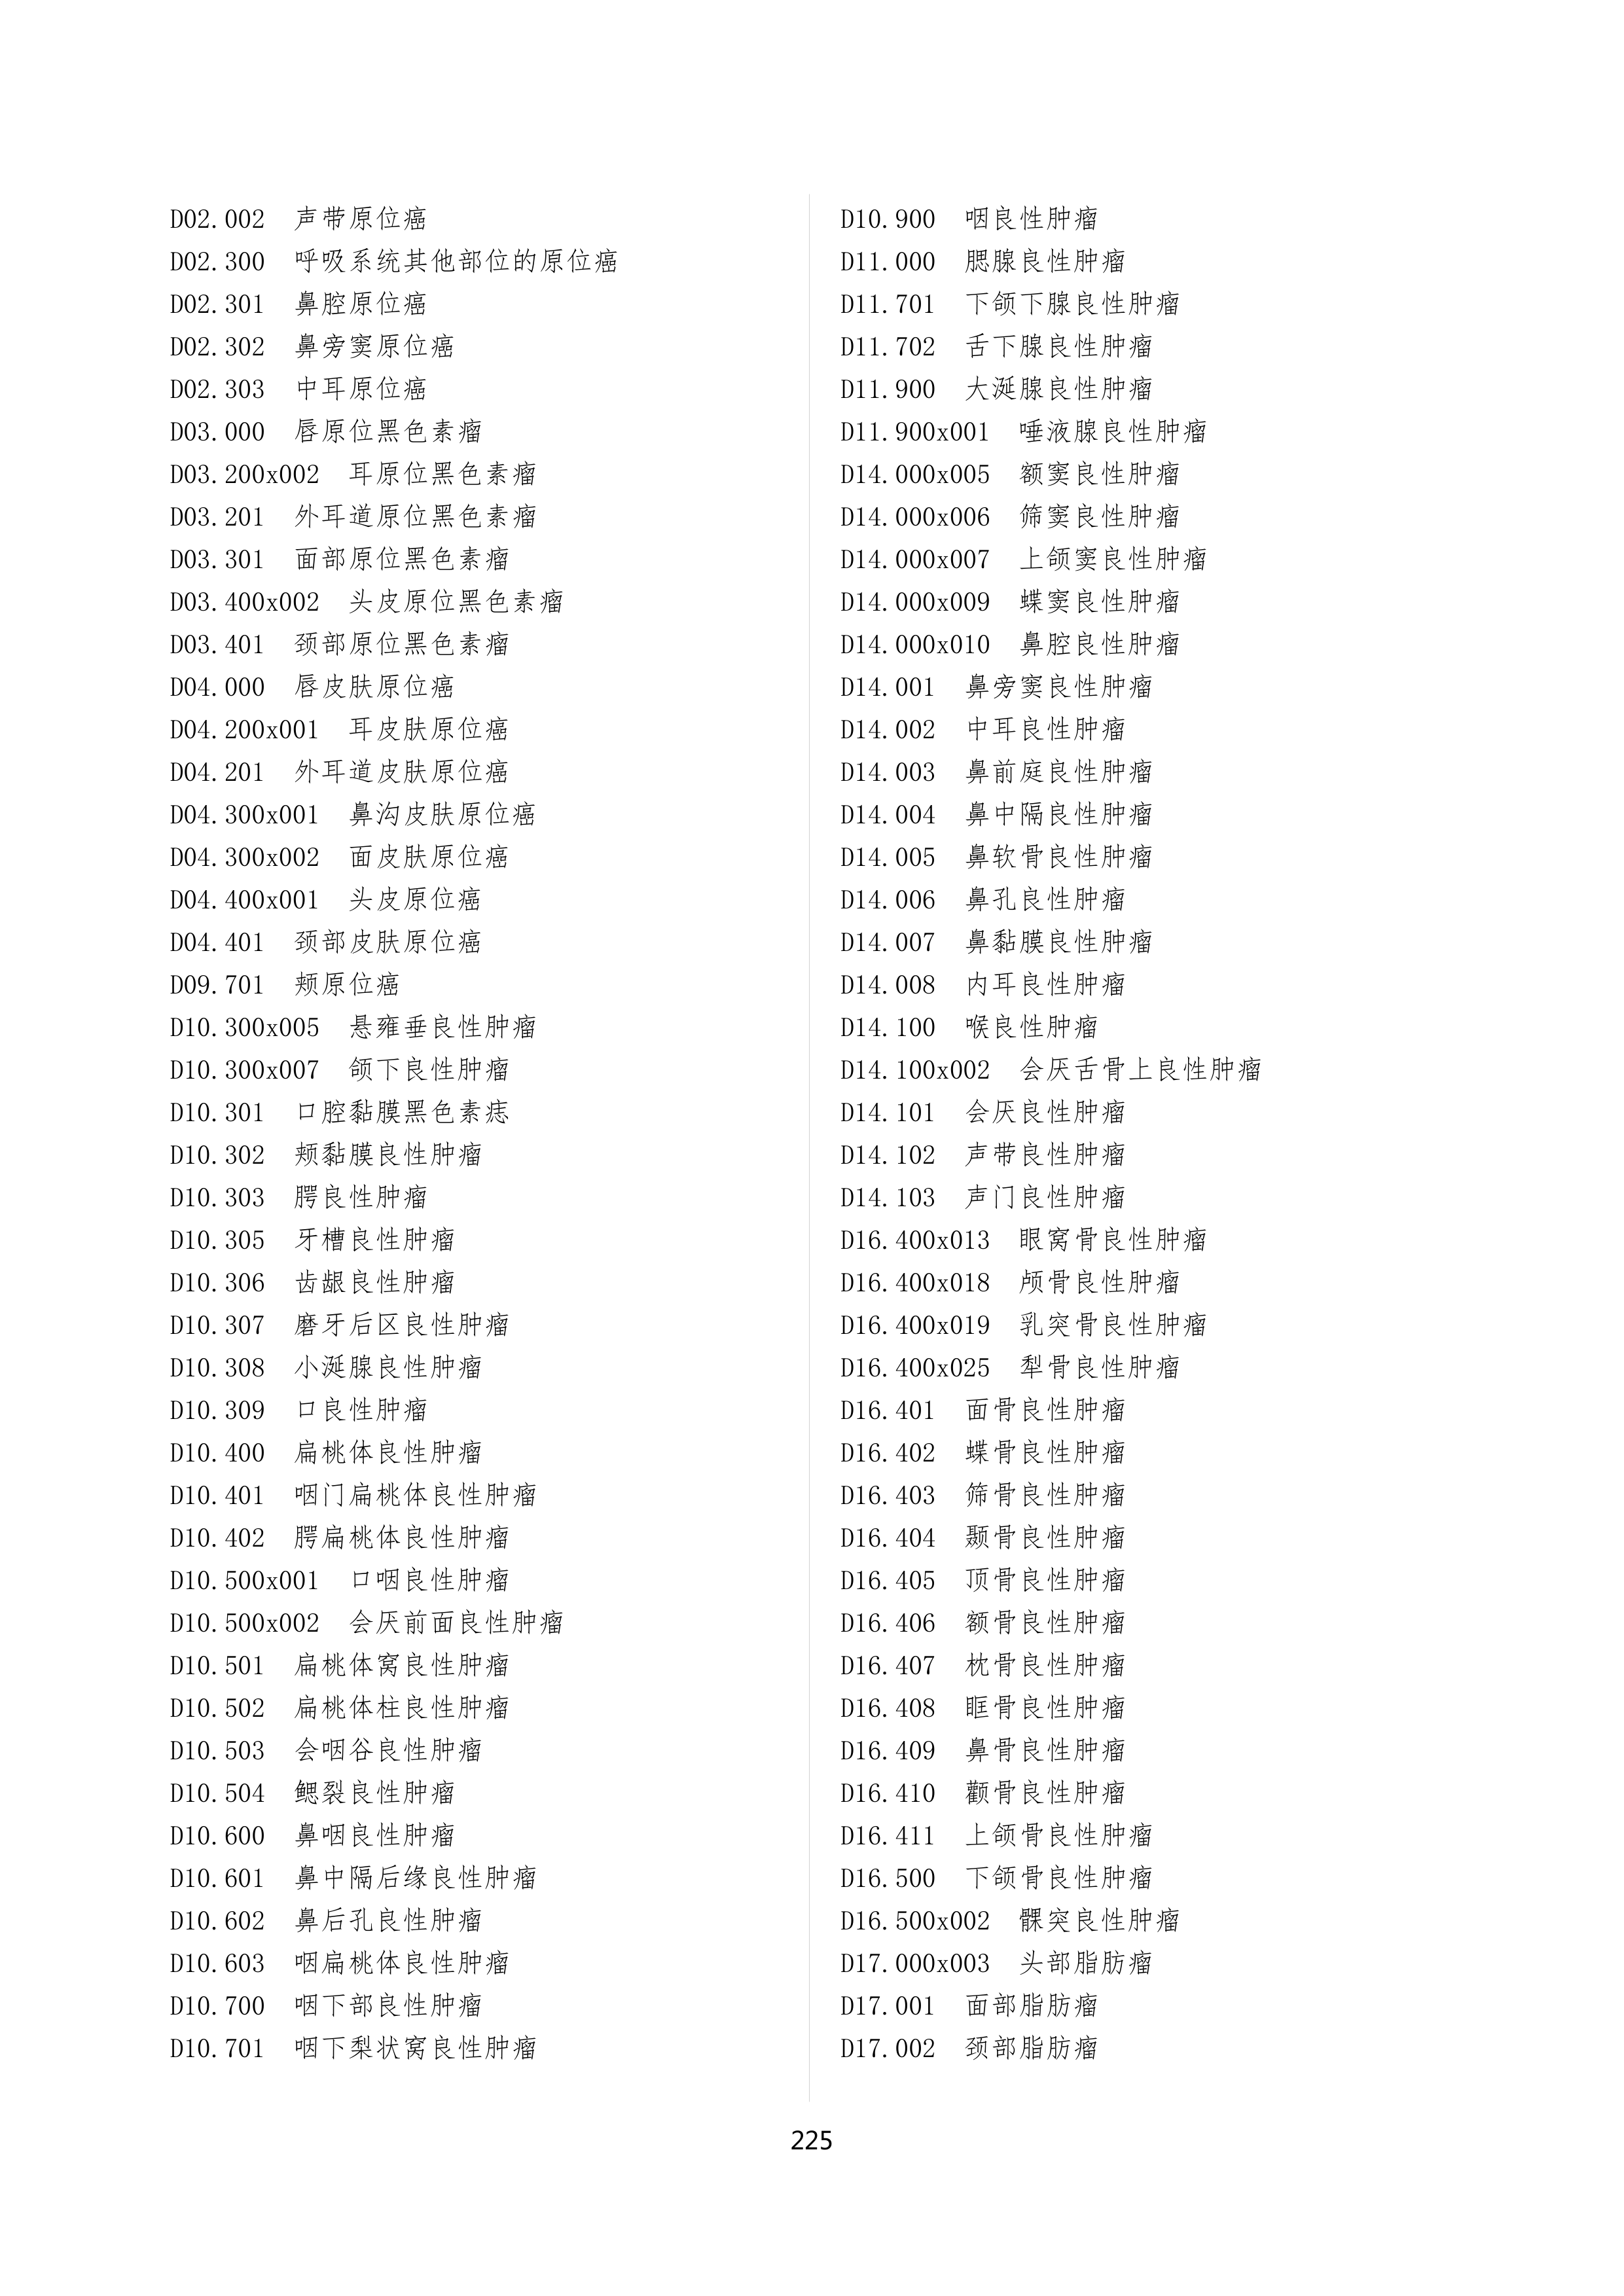 D02.002  声带原位癌
D02.300  呼吸系统其他部位的原位癌
D02.301  鼻腔原位癌
D02.302  鼻旁窦原位癌
D02.303  中耳原位癌
D03.000  唇原位黑色素瘤
D03.200x002  耳原位黑色素瘤
D03.201  外耳道原位黑色素瘤
D03.301  面部原位黑色素瘤
D03.400x002  头皮原位黑色素瘤
D03.401  颈部原位黑色素瘤
D04.000  唇皮肤原位癌
D04.200x001  耳皮肤原位癌
D04.201  外耳道皮肤原位癌
D04.300x001  鼻沟皮肤原位癌
D04.300x002  面皮肤原位癌
D04.400x001  头皮原位癌
D04.401  颈部皮肤原位癌
D09.701  颊原位癌
D10.300x005  悬雍垂良性肿瘤
D10.300x007  颌下良性肿瘤
D10.301  口腔黏膜黑色素痣
D10.302  颊黏膜良性肿瘤
D10.303  腭良性肿瘤
D10.305  牙槽良性肿瘤
D10.306  齿龈良性肿瘤
D10.307  磨牙后区良性肿瘤
D10.308  小涎腺良性肿瘤
D10.309  口良性肿瘤
D10.400  扁桃体良性肿瘤
D10.401  咽门扁桃体良性肿瘤
D10.402  腭扁桃体良性肿瘤
D10.500x001  口咽良性肿瘤
D10.500x002  会厌前面良性肿瘤
D10.501  扁桃体窝良性肿瘤
D10.502  扁桃体柱良性肿瘤
D10.503  会咽谷良性肿瘤
D10.504  鳃裂良性肿瘤
D10.600  鼻咽良性肿瘤
D10.601  鼻中隔后缘良性肿瘤
D10.602  鼻后孔良性肿瘤
D10.603  咽扁桃体良性肿瘤
D10.700  咽下部良性肿瘤
D10.701  咽下梨状窝良性肿瘤
D10.900  咽良性肿瘤
D11.000  腮腺良性肿瘤
D11.701  下颌下腺良性肿瘤
D11.702  舌下腺良性肿瘤
D11.900  大涎腺良性肿瘤
D11.900x001  唾液腺良性肿瘤
D14.000x005  额窦良性肿瘤
D14.000x006  筛窦良性肿瘤
D14.000x007  上颌窦良性肿瘤
D14.000x009  蝶窦良性肿瘤
D14.000x010  鼻腔良性肿瘤
D14.001  鼻旁窦良性肿瘤
D14.002  中耳良性肿瘤
D14.003  鼻前庭良性肿瘤
D14.004  鼻中隔良性肿瘤
D14.005  鼻软骨良性肿瘤
D14.006  鼻孔良性肿瘤
D14.007  鼻黏膜良性肿瘤
D14.008  内耳良性肿瘤
D14.100  喉良性肿瘤
D14.100x002  会厌舌骨上良性肿瘤
D14.101  会厌良性肿瘤
D14.102  声带良性肿瘤
D14.103  声门良性肿瘤
D16.400x013  眼窝骨良性肿瘤
D16.400x018  颅骨良性肿瘤
D16.400x019  乳突骨良性肿瘤
D16.400x025  犁骨良性肿瘤
D16.401  面骨良性肿瘤
D16.402  蝶骨良性肿瘤
D16.403  筛骨良性肿瘤
D16.404  颞骨良性肿瘤
D16.405  顶骨良性肿瘤
D16.406  额骨良性肿瘤
D16.407  枕骨良性肿瘤
D16.408  眶骨良性肿瘤
D16.409  鼻骨良性肿瘤
D16.410  颧骨良性肿瘤
D16.411  上颌骨良性肿瘤
D16.500  下颌骨良性肿瘤
D16.500x002  髁突良性肿瘤
D17.000x003  头部脂肪瘤
D17.001  面部脂肪瘤
D17.002  颈部脂肪瘤
225